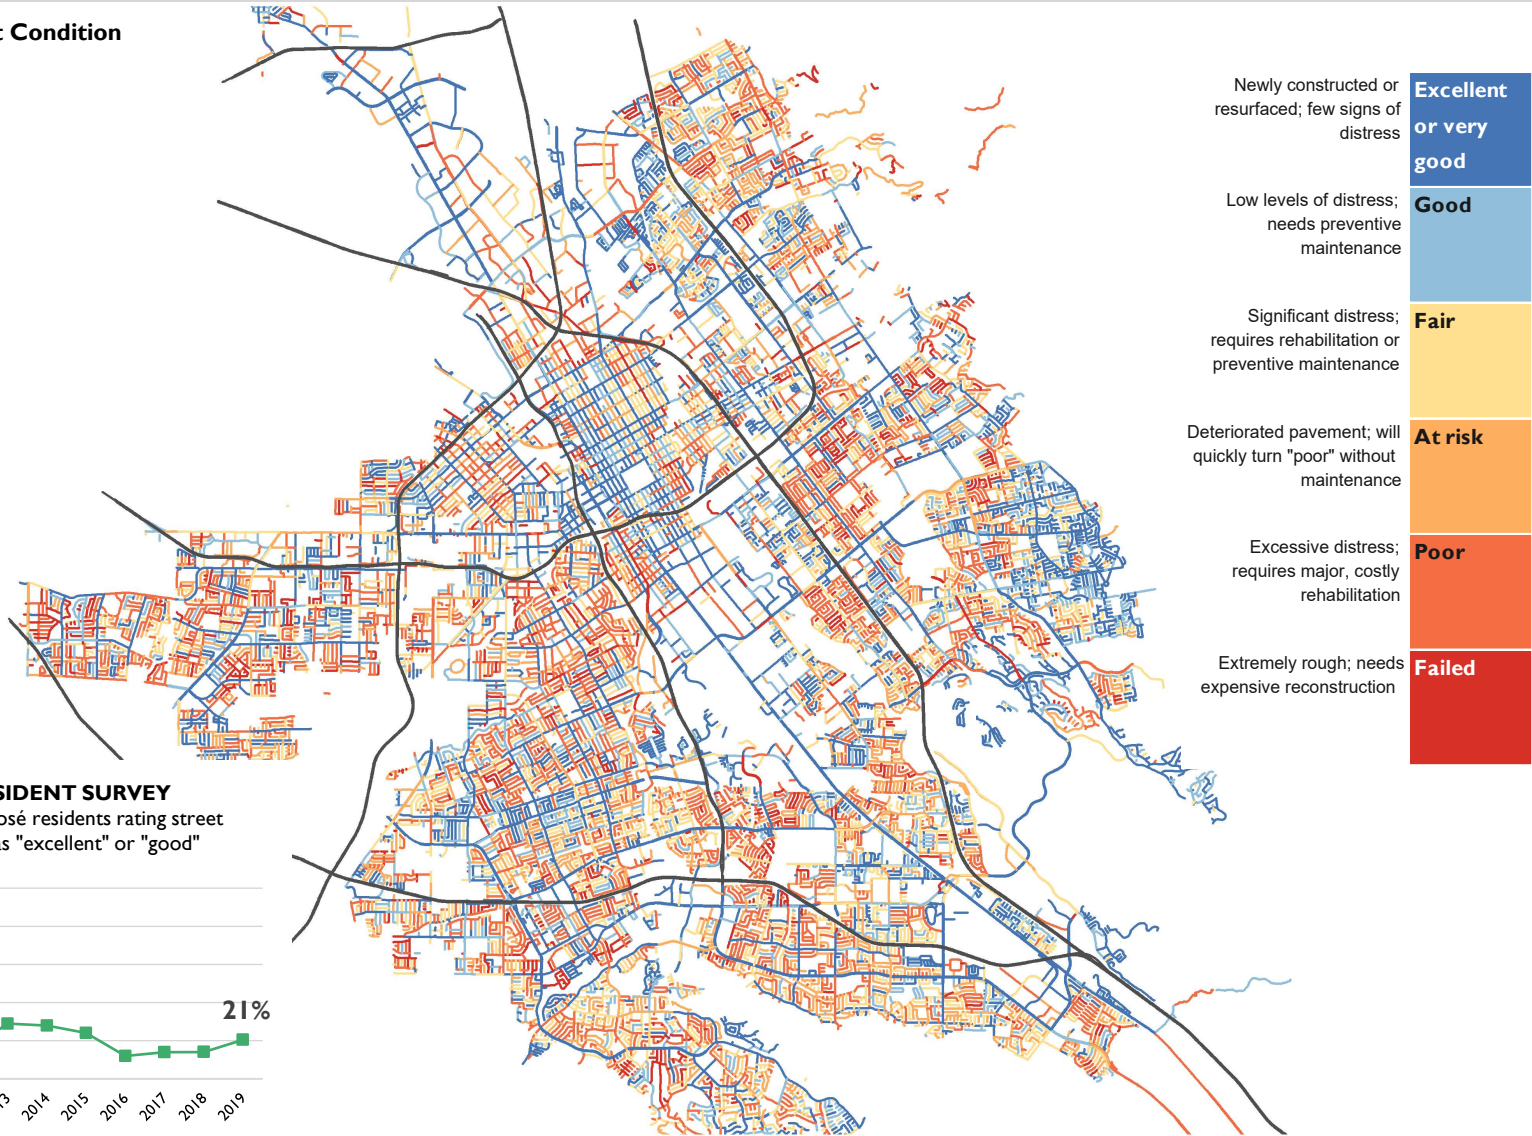 t Condition
Newly constructed or
resurfaced; few signs of
distress
Excellent
or very
good
Low levels of distress;
needs preventive
maintenance
Good
Significant distress;
requires rehabilitation or
preventive maintenance
Fair
Deteriorated pavement; will
quickly turn "poor" without
maintenance
At risk
Excessive distress;
requires major, costly
rehabilitation
Poor
Extremely rough; needs
expensive reconstruction
Failed
SIDENT SURVEY
osé residents rating street
as "excellent" or "good"
21%
3
2014
2015
2016
2017
2018
2019